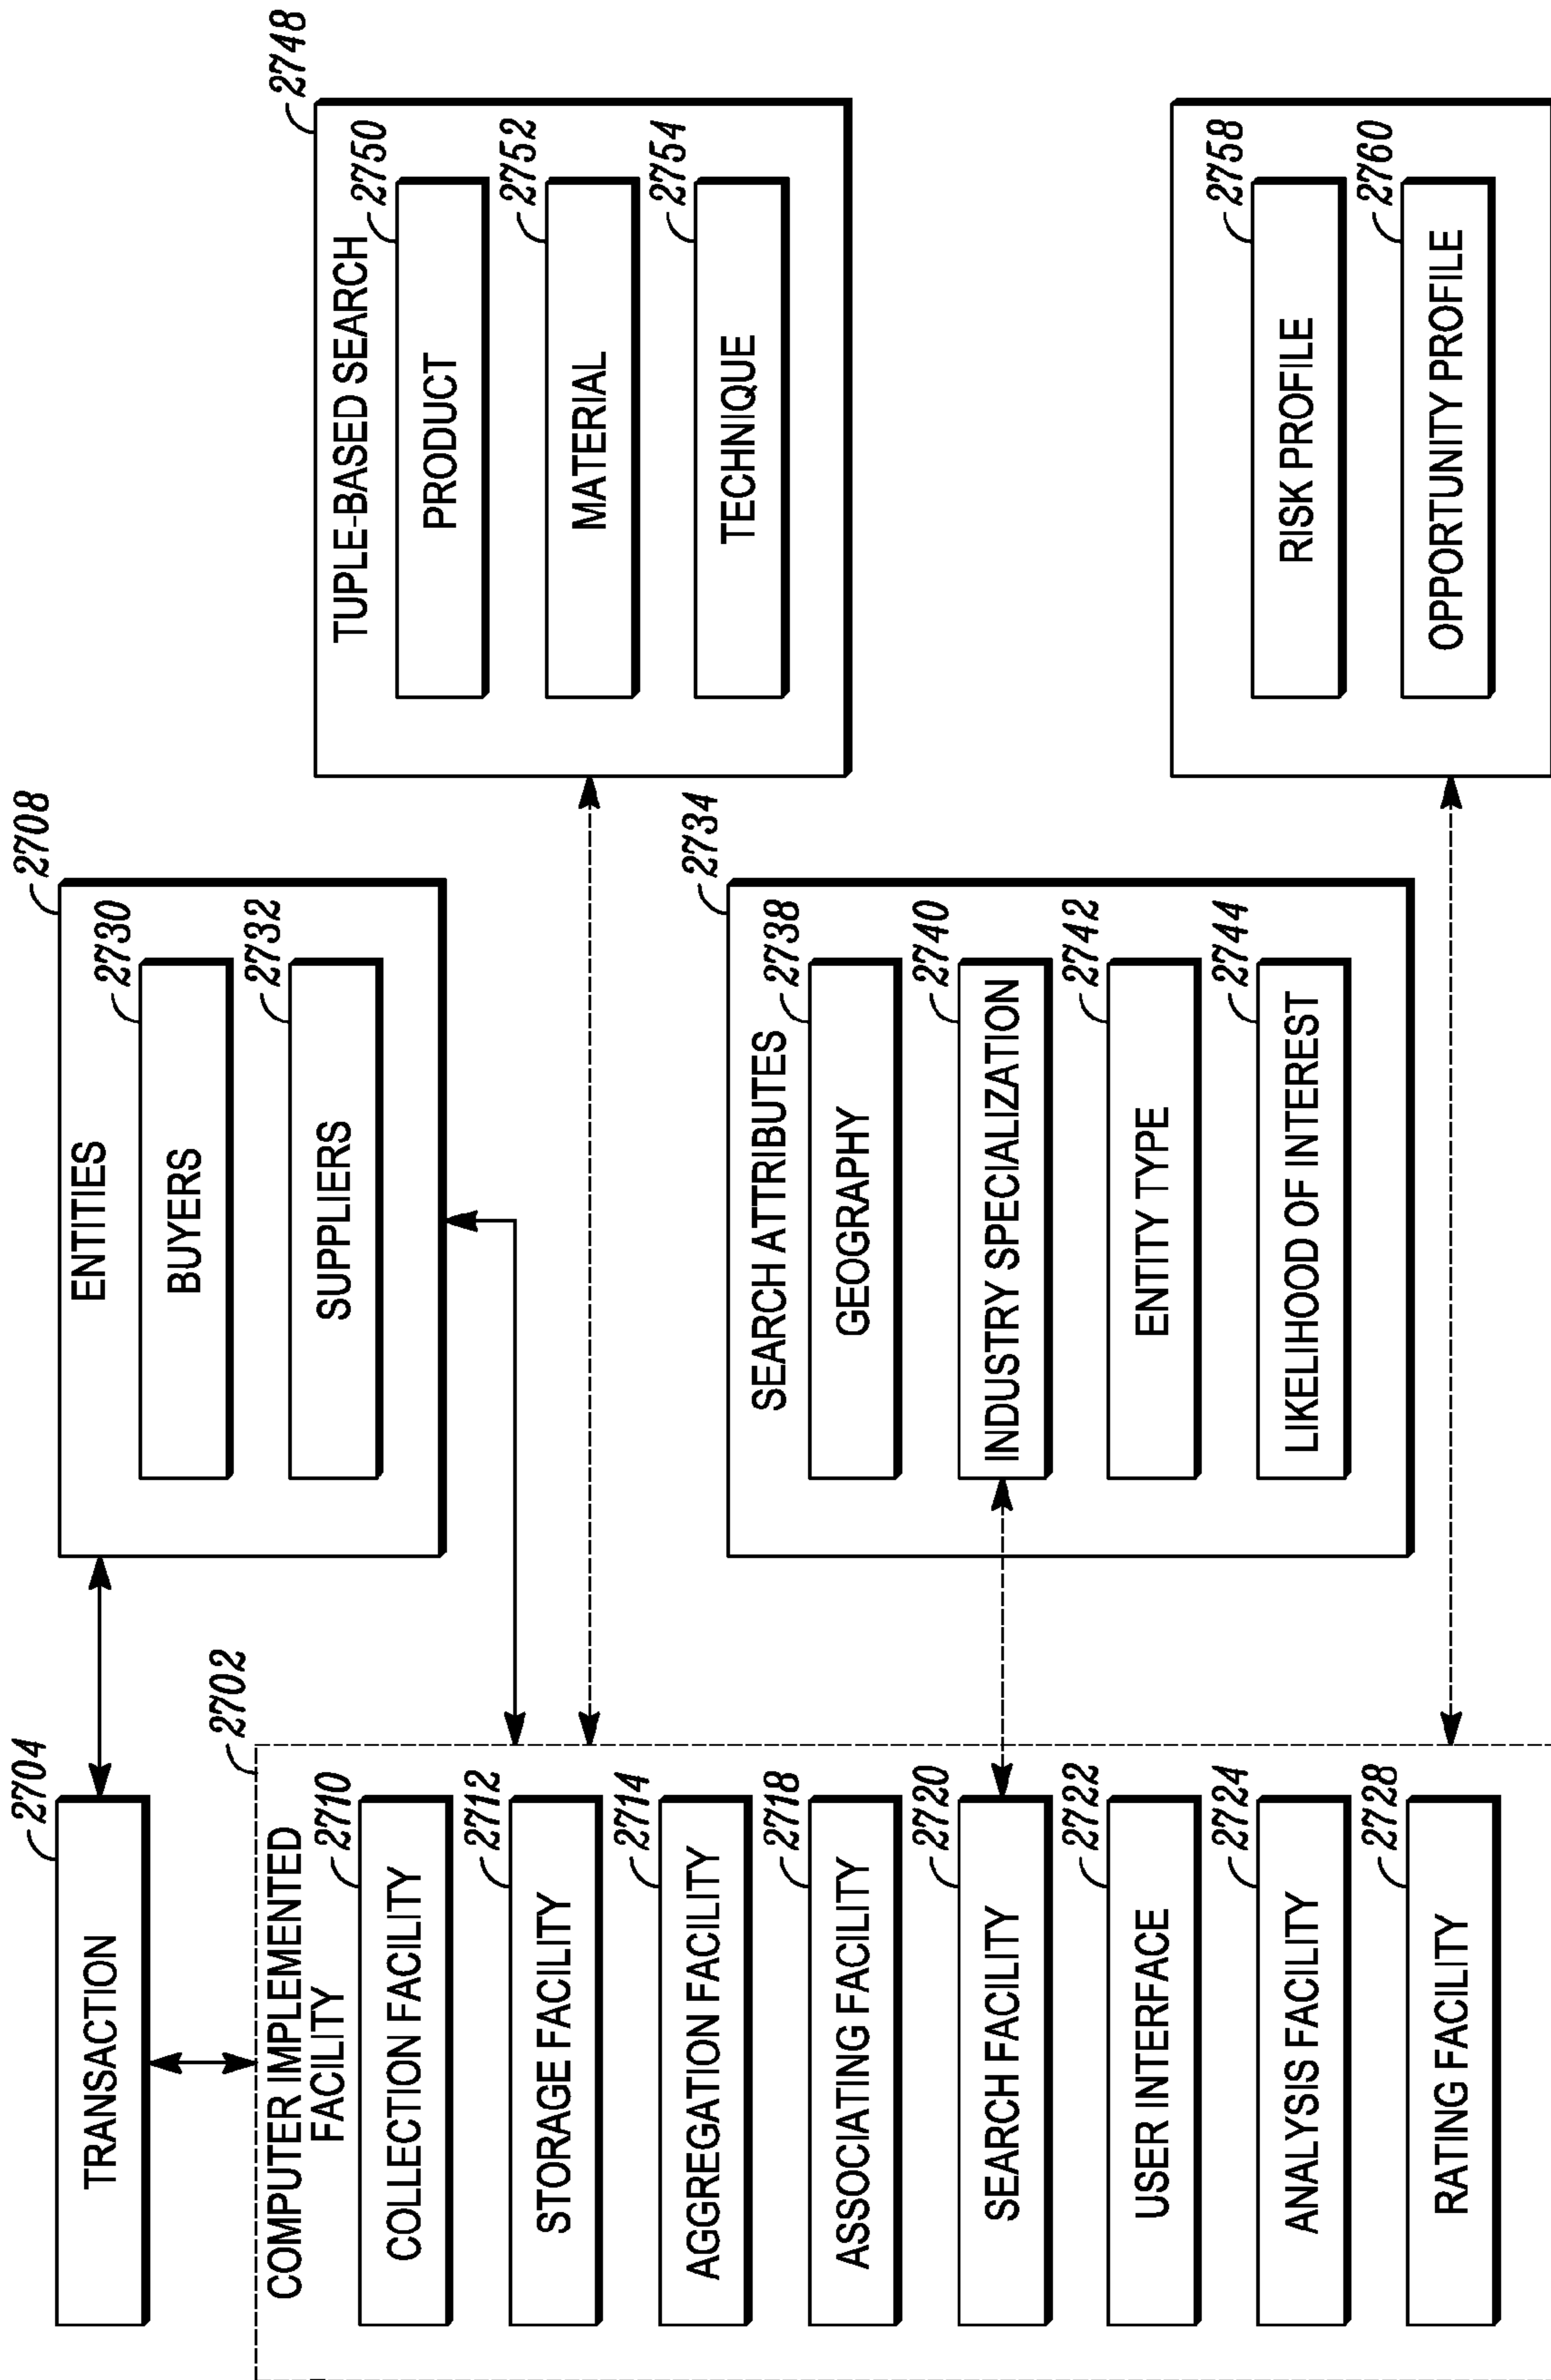 2704
TRANSACTION
2702
COMPUTER IMPLEMENTED
FACILITY
2710
COLLECTION FACILITY
2712
STORAGE FACILITY
2714
AGGREGATION FACILITY
2718
ASSOCIATING FACILITY
2720
SEARCH FACILITY
2722
USER INTERFACE
2724
ANALYSIS FACILITY
2728
RATING FACILITY
2708
ENTITIES
2730
BUYERS
2732
SUPPLIERS
2734
SEARCH ATTRIBUTES
2738
GEOGRAPHY
2740
INDUSTRY SPECIALIZATION
2742
ENTITY TYPE
2744
LIKELIHOOD OF INTEREST
2748
TUPLE-BASED SEARCH
2750
PRODUCT
2752
MATERIAL
2754
TECHNIQUE
2758
RISK PROFILE
2760
OPPORTUNITY PROFILE